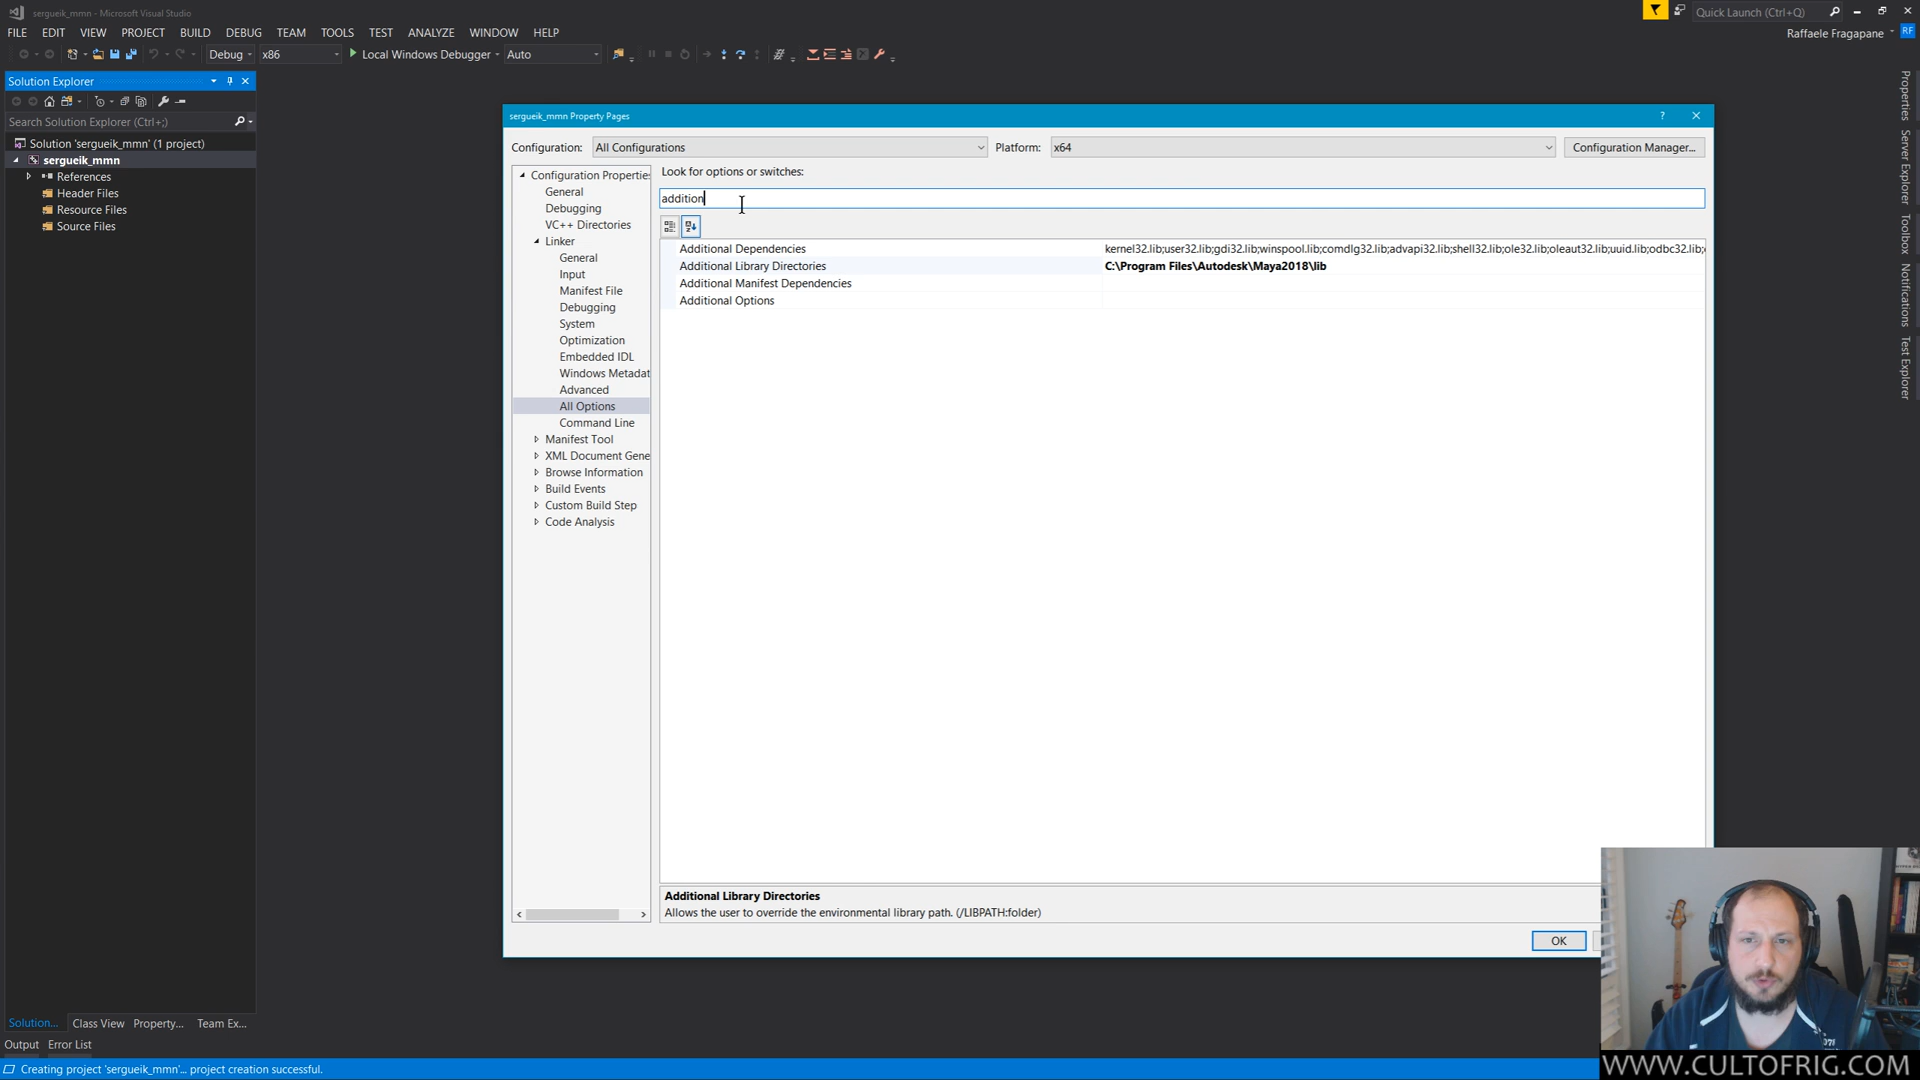 sergueik_mmn - Microsoft Visual Studio
Quick Launch (Ctrl+Q)
FILE EDIT VIEW PROJECT BUILD DEBUG TEAM TOOLS TEST ANALYZE WINDOW HELP
Raffaele Fragapane RF
Debug x86 Local Windows Debugger Auto
Solution Explorer
Search Solution Explorer (Ctrl+;)
Solution 'sergueik_mmn' (1 project)
sergueik_mmn
References
Header Files
Resource Files
Source Files
sergueik_mmn Property Pages
Configuration: All Configurations Platform: x64 Configuration Manager...
Configuration Propertie
General
Debugging
VC++ Directories
Linker
General
Input
Manifest File
Debugging
System
Optimization
Embedded IDL
Windows Metadat
Advanced
All Options
Command Line
Manifest Tool
XML Document Gene
Browse Information
Build Events
Custom Build Step
Code Analysis
Look for options or switches:
addition
Additional Dependencies kernel32.lib;user32.lib;gdi32.lib;winspool.lib;comdlg32.lib;advapi32.lib;shell32.lib;ole32.lib;oleaut32.lib;uuid.lib;odbc32.lib;
Additional Library Directories C:\Program Files\Autodesk\Maya2018\lib
Additional Manifest Dependencies
Additional Options
Additional Library Directories
Allows the user to override the environmental library path. (/LIBPATH:folder)
OK
Properties
Server Explorer
Toolbox
Notifications
Test Explorer
Solution... Class View Property... Team Ex...
Output Error List
Creating project 'sergueik_mmn'... project creation successful.
WWW.CULTOFRIG.COM